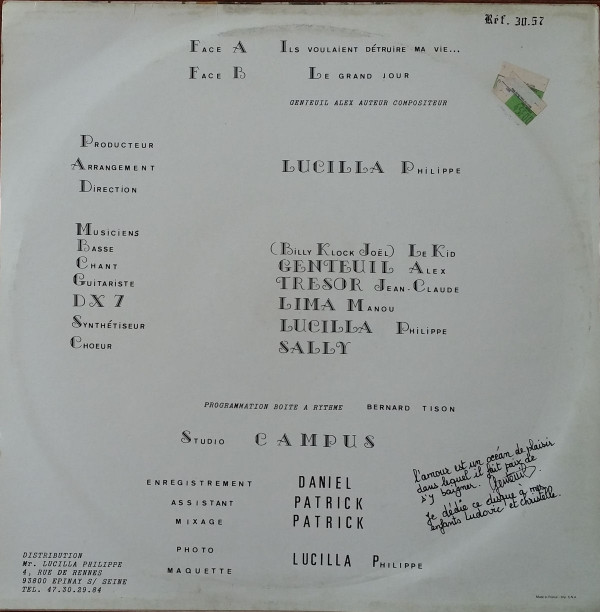 Réf. 30.57
FACE A ILS VOULAIENT DÉTRUIRE MA VIE...
FACE B LE GRAND JOUR
GENTEUIL ALEX AUTEUR COMPOSITEUR
PRODUCTEUR
ARRANGEMENT LUCILLA PHILIPPE
DIRECTION
MUSICIENS
BASSE (BILLY KLOCK JOËL) LE KID
CHANT GENTEUIL ALEX
GUITARISTE TRESOR JEAN-CLAUDE
DX 7 LIMA MANOU
SYNTHÉTISEUR LUCILLA PHILIPPE
CHOEUR SALLY
PROGRAMMATION BOITE A RYTHME BERNARD TISON
STUDIO CAMPUS
ENREGISTREMENT DANIEL
ASSISTANT PATRICK
MIXAGE PATRICK
PHOTO
MAQUETTE LUCILLA PHILIPPE
l'amour est un océan de plaisir
dans lequel il fait paix de
s'y baigner. Genteuil
Je dédie ce disque à mes
enfants Ludovic et christelle.
DISTRIBUTION
Mr. LUCILLA PHILIPPE
4, RUE DE RENNES
93800 EPINAY S/ SEINE
TEL. 47.30.29.84